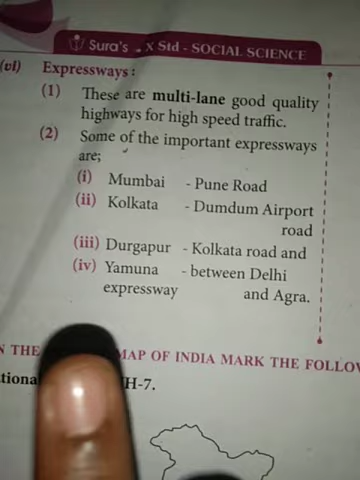 Sura's X Std - SOCIAL SCIENCE
(vi) Expressways :
(1) These are multi-lane good quality
highways for high speed traffic.
(2) Some of the important expressways
are;
(i) Mumbai - Pune Road
(ii) Kolkata - Dumdum Airport
road
(iii) Durgapur - Kolkata road and
(iv) Yamuna - between Delhi
expressway and Agra.
THE MAP OF INDIA MARK THE
H-7.